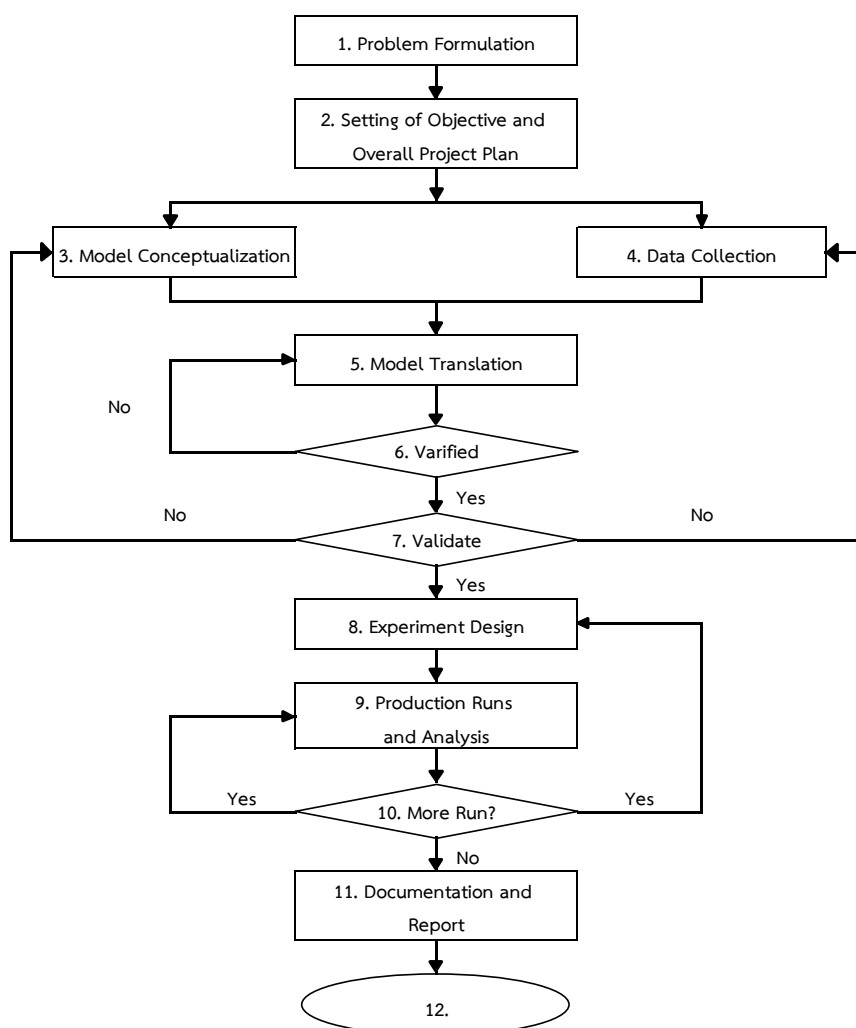 1. Problem Formulation
2. Setting of Objective and
Overall Project Plan
3. Model Conceptualization
4. Data Collection
5. Model Translation
No
6. Varified
Yes
No
No
7. Validate
Yes
8. Experiment Design
9. Production Runs
and Analysis
Yes
Yes
10. More Run?
No
11. Documentation and
Report
12.